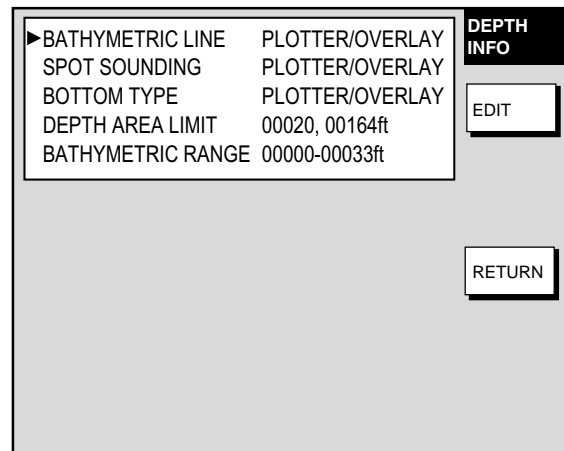 ▶BATHYMETRIC LINE PLOTTER/OVERLAY
SPOT SOUNDING PLOTTER/OVERLAY
BOTTOM TYPE PLOTTER/OVERLAY
DEPTH AREA LIMIT 00020, 00164ft
BATHYMETRIC RANGE 00000-00033ft
DEPTH
INFO
EDIT
RETURN